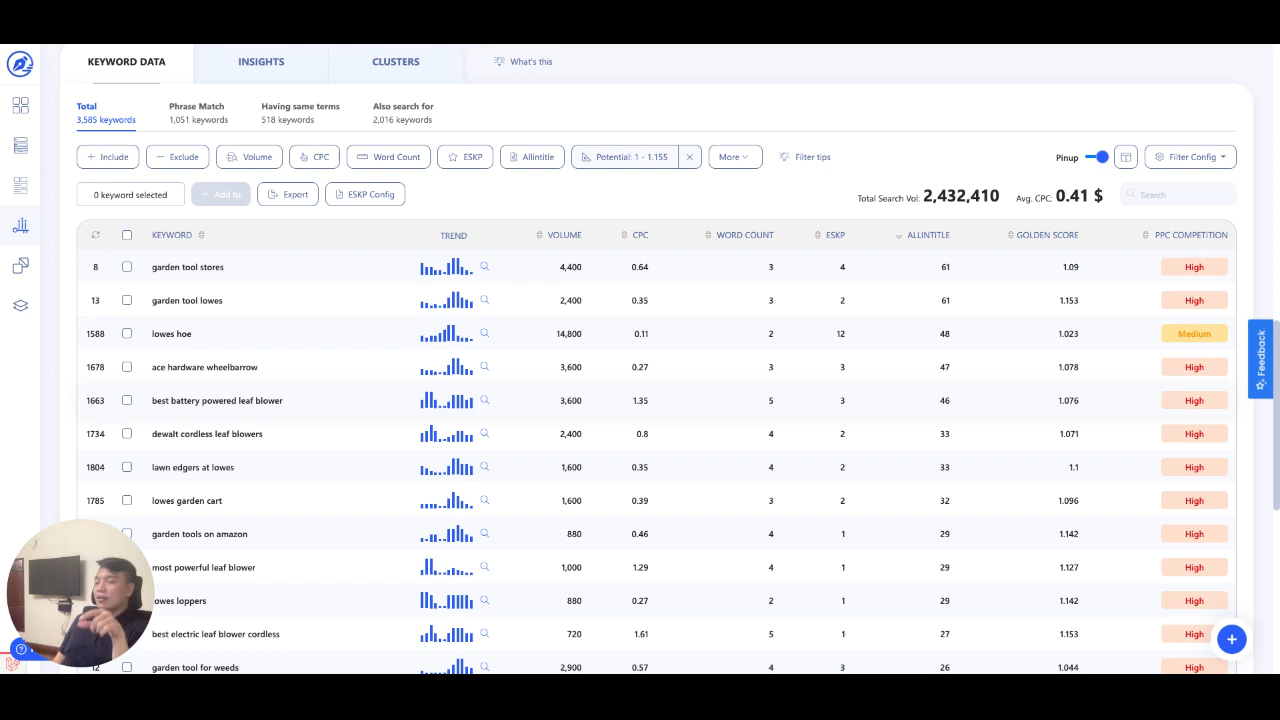 KEYWORD DATA INSIGHTS CLUSTERS What's this
Total Phrase Match Having same terms Also search for
3,585 keywords 1,051 keywords 518 keywords 2,016 keywords
+ Include − Exclude Volume CPC Word Count ESKP Allintitle Potential: 1 - 1.155 × More Filter tips Pinup Filter Config
0 keyword selected + Add to Export ESKP Config Total Search Vol: 2,432,410 Avg. CPC: 0.41 $ Search
KEYWORD TREND VOLUME CPC WORD COUNT ESKP ALLINTITLE GOLDEN SCORE PPC COMPETITION
8 garden tool stores 4,400 0.64 3 4 61 1.09 High
13 garden tool lowes 2,400 0.35 3 2 61 1.153 High
1588 lowes hoe 14,800 0.11 2 12 48 1.023 Medium
1678 ace hardware wheelbarrow 3,600 0.27 3 3 47 1.078 High
1663 best battery powered leaf blower 3,600 1.35 5 3 46 1.076 High
1734 dewalt cordless leaf blowers 2,400 0.8 4 2 33 1.071 High
1804 lawn edgers at lowes 1,600 0.35 4 2 33 1.1 High
1785 lowes garden cart 1,600 0.39 3 2 32 1.096 High
garden tools on amazon 880 0.46 4 1 29 1.142 High
most powerful leaf blower 1,000 1.29 4 1 29 1.127 High
owes loppers 880 0.27 2 1 29 1.142 High
best electric leaf blower cordless 720 1.61 5 1 27 1.153 High
12 garden tool for weeds 2,900 0.57 4 3 26 1.044 High
Feedback